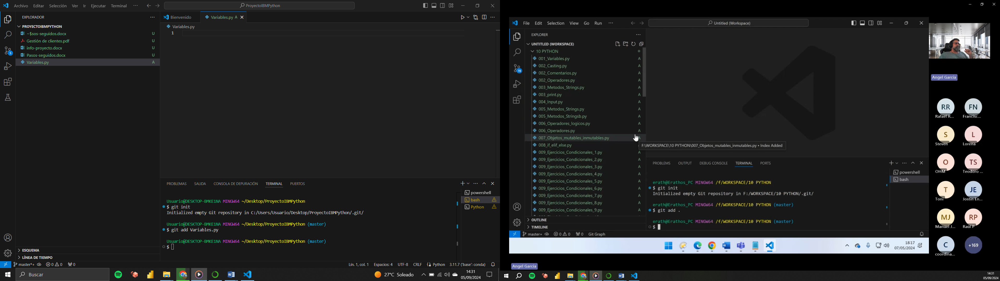 Archivo Editar Selección Ver Ir Ejecutar Terminal ··· ProyectoIBMPython
EXPLORADOR
PROYECTOIBMPYTHON
~$sos-seguidos.docx U
Gestión de clientes.pdf U
info-proyecto.docx U
Pasos-seguidos.docx U
Variables.py A
5
ESQUEMA
LÍNEA DE TIEMPO
Bienvenido Variables.py A
Variables.py
1
PROBLEMAS SALIDA CONSOLA DE DEPURACIÓN TERMINAL PUERTOS
powershell
bash
Python
Usuario@DESKTOP-BMKE1NA MINGW64 ~/Desktop/ProyectoIBMPython
$ git init
Initialized empty Git repository in C:/Users/Usuario/Desktop/ProyectoIBMPython/.git/
Usuario@DESKTOP-BMKE1NA MINGW64 ~/Desktop/ProyectoIBMPython (master)
$ git add Variables.py
Usuario@DESKTOP-BMKE1NA MINGW64 ~/Desktop/ProyectoIBMPython (master)
$
master*+ 0 0 0 Lín. 1, col. 1 Espacios: 4 UTF-8 CRLF Python 3.11.7 ('base': conda)
Buscar 27°C Soleado 14:31
05/09/2024
File Edit Selection View Go Run ··· Untitled (Workspace)
EXPLORER
UNTITLED (WORKSPACE)
10 PYTHON
001_Variables.py A
002_Casting.py A
002_Comentarios.py A
002_Operadores.py A
003_Metodos_Strings.py A
003_print.py A
004_Input.py A
005_Metodos_Strings.py A
005_Metodos_Stringsb.py A
006_Operadores_logicos.py A
006_Operadores.py A
007_Objetos_mutables_inmutables.py A
008_if_elif_else.py
009_Ejercicios_Condicionales_1.py A
009_Ejercicios_Condicionales_2.py A
009_Ejercicios_Condicionales_3.py A
009_Ejercicios_Condicionales_4.py A
009_Ejercicios_Condicionales_5.py A
009_Ejercicios_Condicionales_6.py A
009_Ejercicios_Condicionales_7.py A
009_Ejercicios_Condicionales_8.py A
009_Ejercicios_Condicionales_9.py A
78
OUTLINE
TIMELINE
F:\WORKSPACE\10 PYTHON\007_Objetos_mutables_inmutables.py • Index Added
PROBLEMS OUTPUT DEBUG CONSOLE TERMINAL PORTS
powershell
bash
erath@Erathos_PC MINGW64 /f/WORKSPACE/10 PYTHON
$ git init
Initialized empty Git repository in F:/WORKSPACE/10 PYTHON/.git/
erath@Erathos_PC MINGW64 /f/WORKSPACE/10 PYTHON (master)
$ git add .
erath@Erathos_PC MINGW64 /f/WORKSPACE/10 PYTHON (master)
$
master+ 0 0 0 Git Graph
18:17
07/05/2024
Angel García
Angel García
RR FN
Rafael R... Francisc...
S L
Steven Lorena
O TS
OHM Teodoro ...
T JE
Toni Jostin En...
MJ RP
Manuel J... Raúl P
C +169
coordina...
14:31
05/09/2024